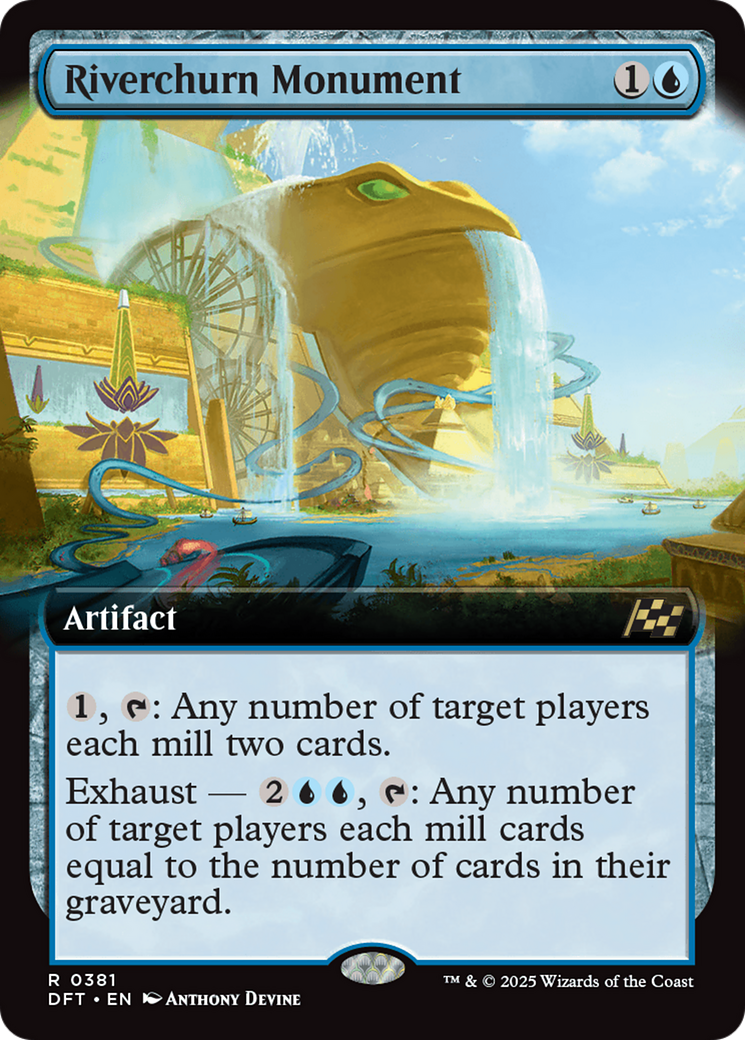 Riverchurn Monument 1
Artifact
1, : Any number of target players
each mill two cards.
Exhaust — 2, : Any number
of target players each mill cards
equal to the number of cards in their
graveyard.
R 0381
™ & © 2025 Wizards of the Coast
DFT • EN Anthony Devine